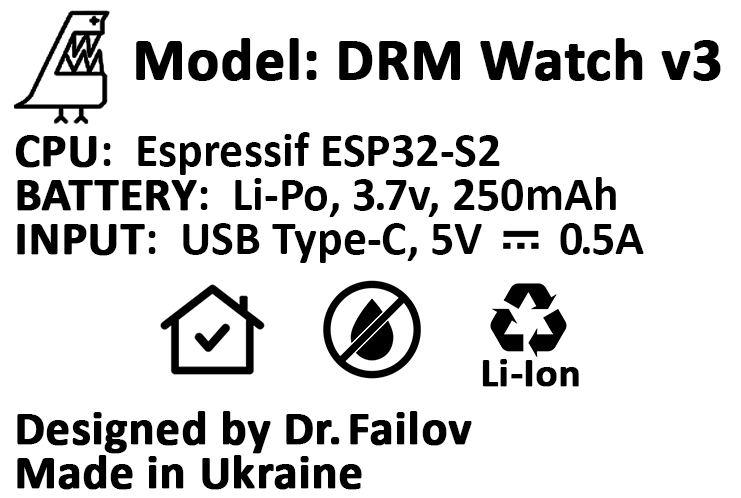 Model: DRM Watch v3
CPU: Espressif ESP32-S2
BATTERY: Li-Po, 3.7v, 250mAh
INPUT: USB Type-C, 5V ⎓ 0.5A
Li-Ion
Designed by Dr. Failov
Made in Ukraine